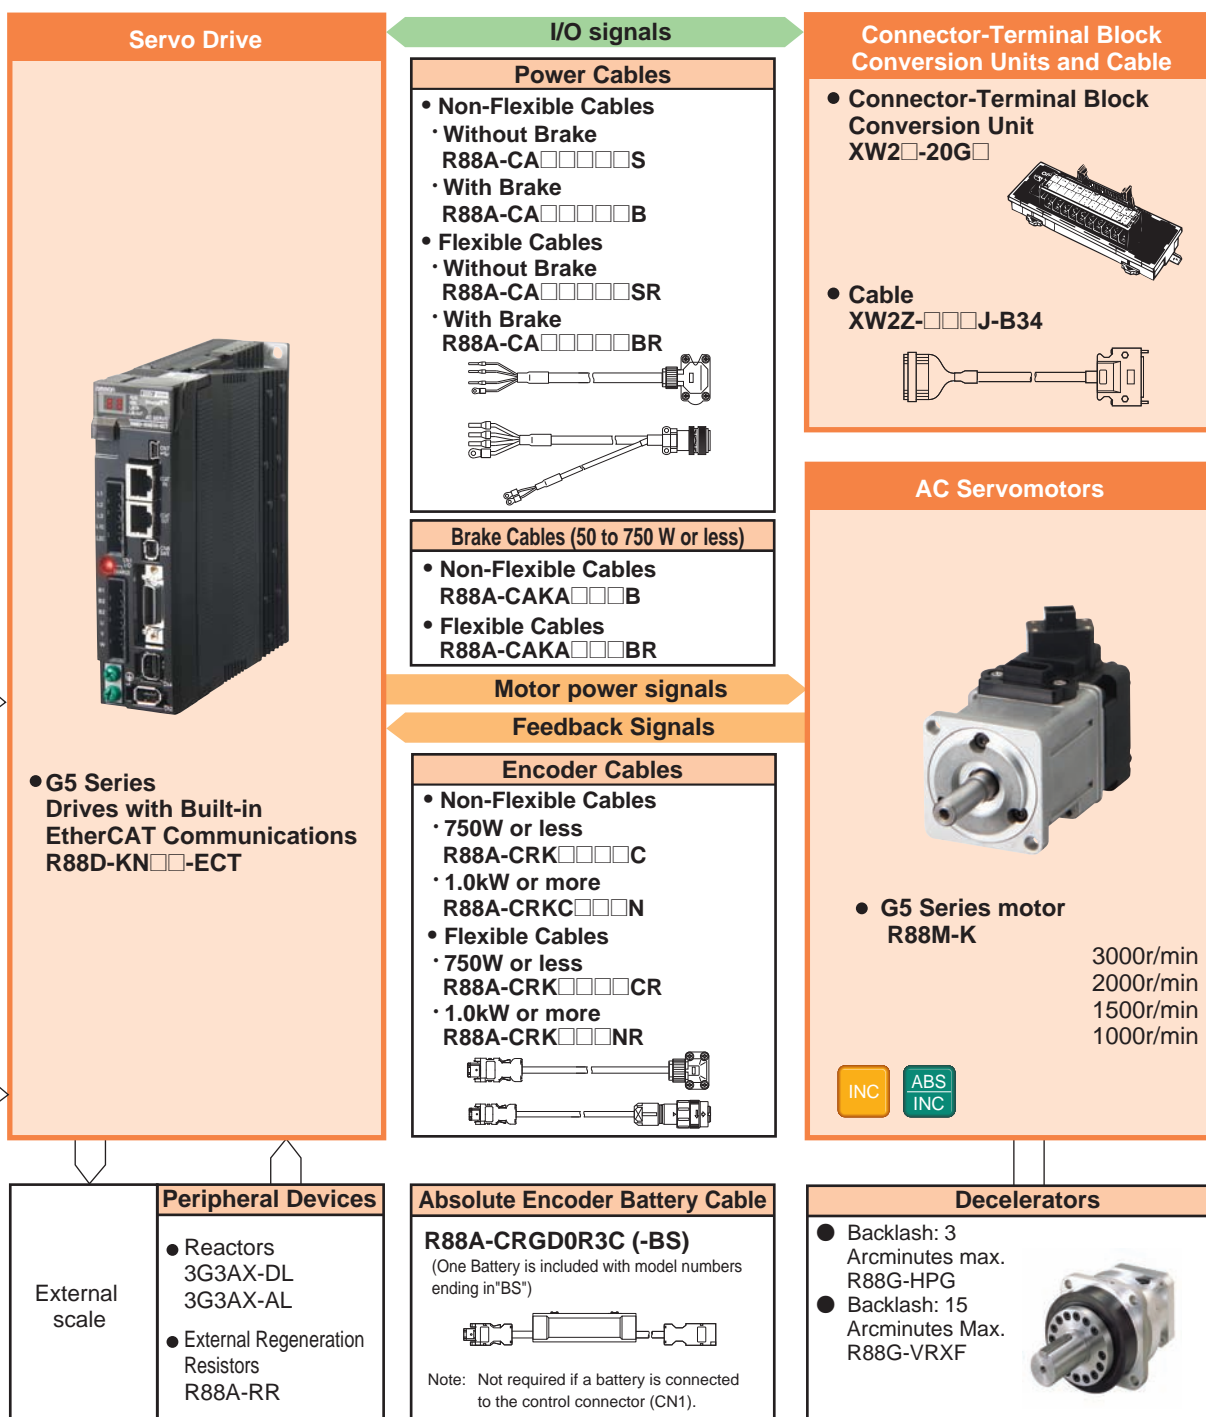 Servo Drive
● G5 Series
Drives with Built-in
EtherCAT Communications
R88D-KN□□-ECT
I/O signals
Power Cables
• Non-Flexible Cables
· Without Brake
R88A-CA□□□□□S
· With Brake
R88A-CA□□□□□B
• Flexible Cables
· Without Brake
R88A-CA□□□□□SR
· With Brake
R88A-CA□□□□□BR
Brake Cables (50 to 750 W or less)
• Non-Flexible Cables
R88A-CAKA□□□B
• Flexible Cables
R88A-CAKA□□□BR
Motor power signals
Feedback Signals
Encoder Cables
• Non-Flexible Cables
· 750W or less
R88A-CRK□□□□C
· 1.0kW or more
R88A-CRKC□□□N
• Flexible Cables
· 750W or less
R88A-CRK□□□□CR
· 1.0kW or more
R88A-CRK□□□NR
Connector-Terminal Block
Conversion Units and Cable
● Connector-Terminal Block
Conversion Unit
XW2□-20G□
● Cable
XW2Z-□□□J-B34
AC Servomotors
● G5 Series motor
R88M-K
3000r/min
2000r/min
1500r/min
1000r/min
INC
ABS
INC
External
scale
Peripheral Devices
● Reactors
3G3AX-DL
3G3AX-AL
● External Regeneration
Resistors
R88A-RR
Absolute Encoder Battery Cable
R88A-CRGD0R3C (-BS)
(One Battery is included with model numbers
ending in"BS")
Note: Not required if a battery is connected
to the control connector (CN1).
Decelerators
● Backlash: 3
Arcminutes max.
R88G-HPG
● Backlash: 15
Arcminutes Max.
R88G-VRXF